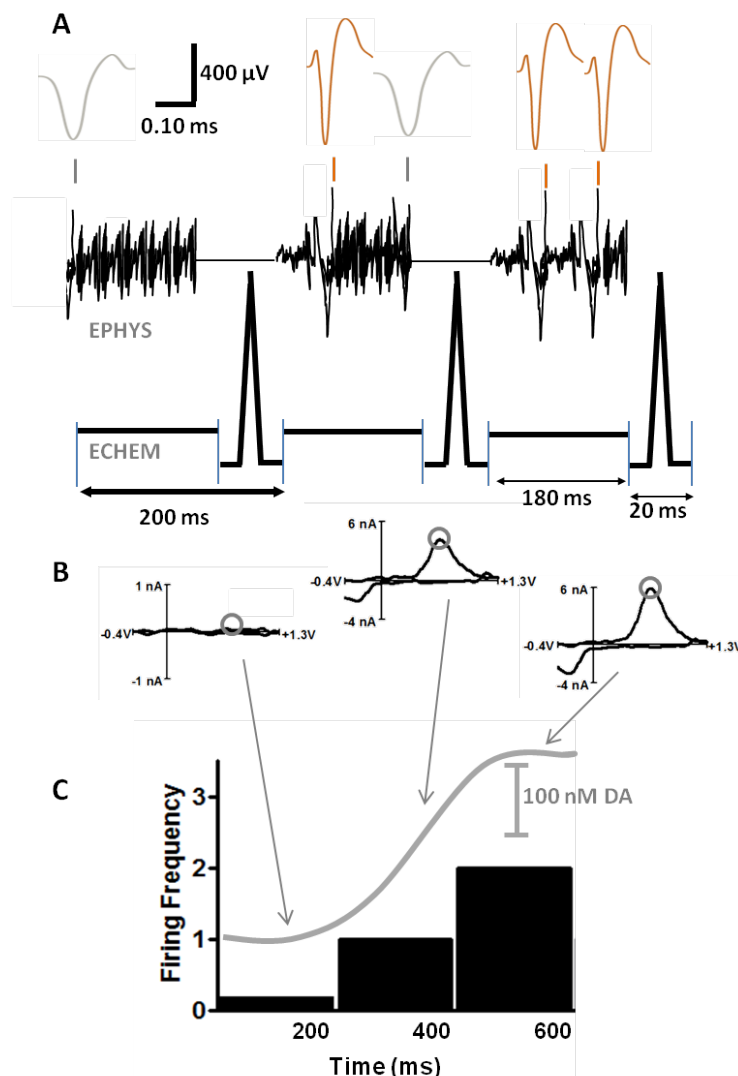 A
400 µV
0.10 ms
EPHYS
ECHEM
200 ms
180 ms
20 ms
B
1 nA
-0.4V
+1.3V
-1 nA
6 nA
-0.4V
+1.3V
-4 nA
6 nA
-0.4V
+1.3V
-4 nA
C
100 nM DA
Firing Frequency
3
2
1
0
200 400 600
Time (ms)